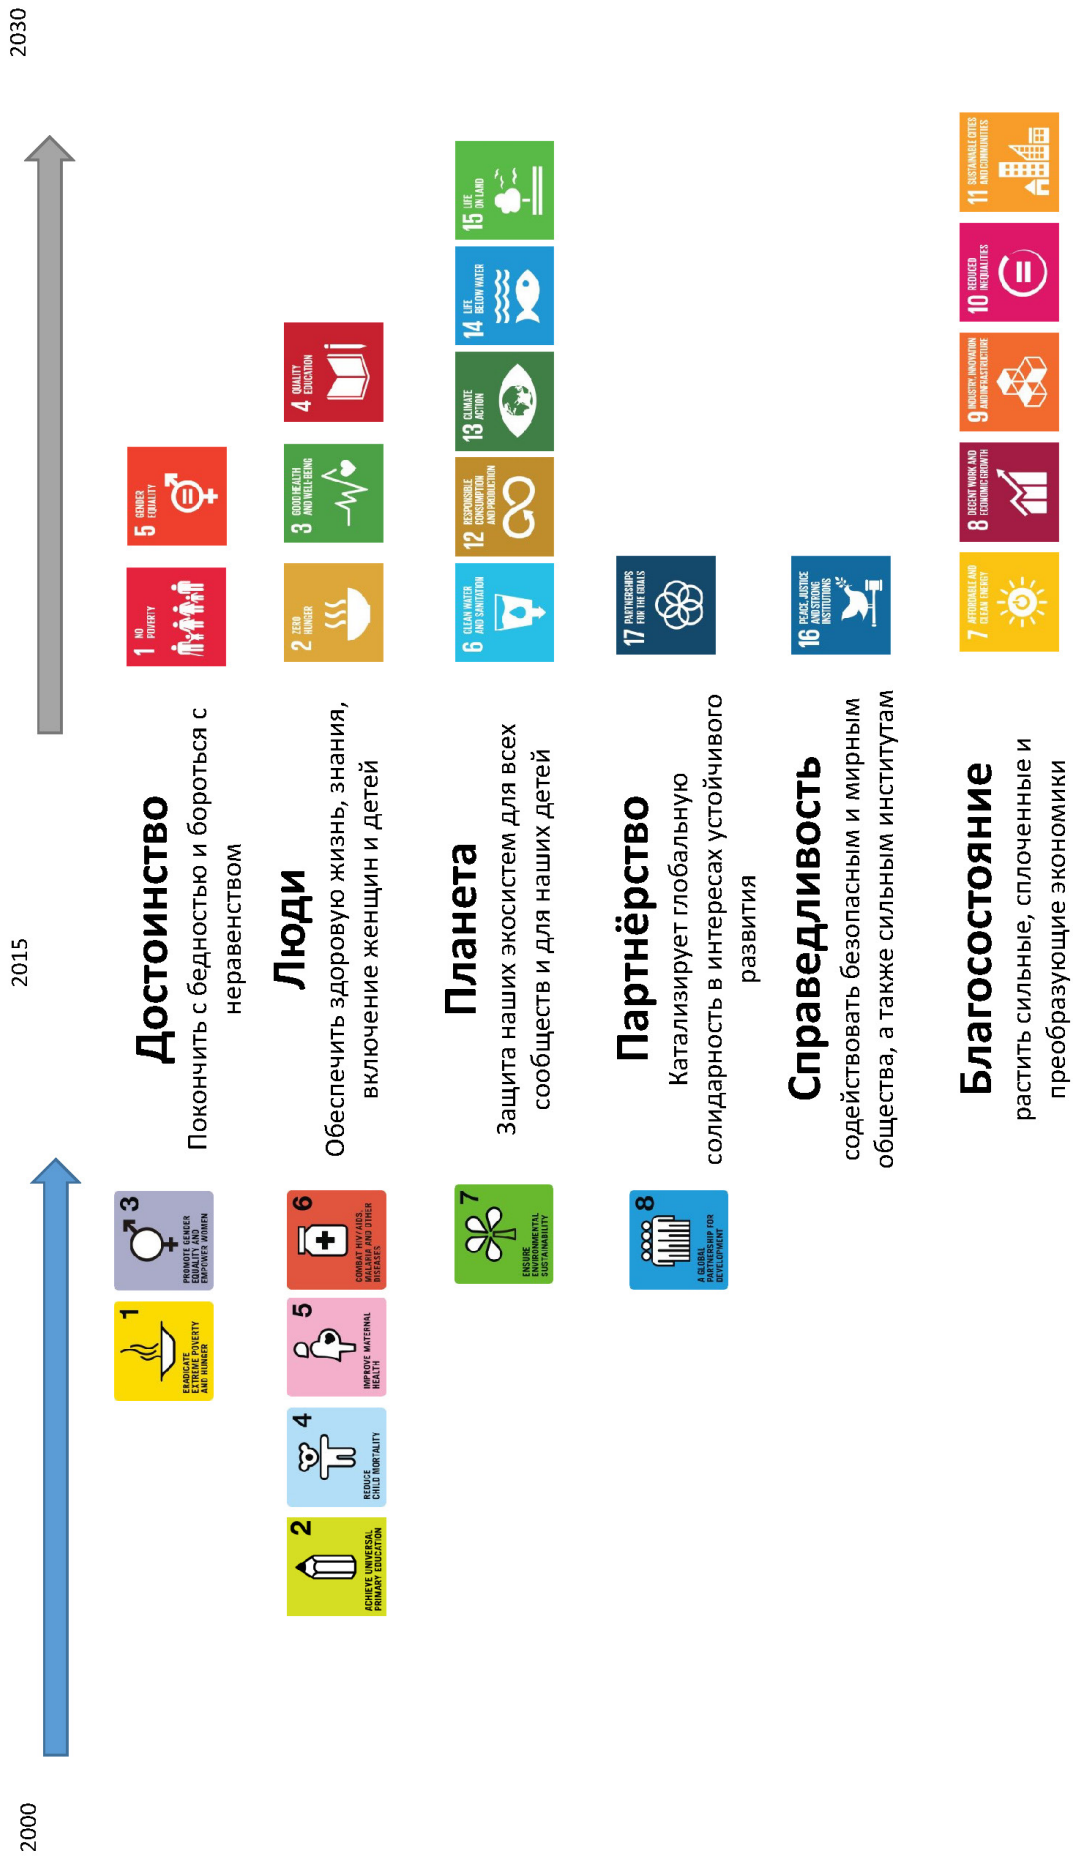 2000
2015
2030
1
ERADICATE
EXTREME POVERTY
AND HUNGER
3
PROMOTE GENDER
EQUALITY AND
EMPOWER WOMEN
Достоинство
Покончить с бедностью и бороться с
неравенством
1 NO
POVERTY
5 GENDER
EQUALITY
2
ACHIEVE UNIVERSAL
PRIMARY EDUCATION
4
REDUCE
CHILD MORTALITY
5
IMPROVE MATERNAL
HEALTH
6
COMBAT HIV/AIDS,
MALARIA AND OTHER
DISEASES
Люди
Обеспечить здоровую жизнь, знания,
включение женщин и детей
2 ZERO
HUNGER
3 GOOD HEALTH
AND WELL-BEING
4 QUALITY
EDUCATION
7
ENSURE
ENVIRONMENTAL
SUSTAINABILITY
Планета
Защита наших экосистем для всех
сообществ и для наших детей
6 CLEAN WATER
AND SANITATION
12 RESPONSIBLE
CONSUMPTION
AND PRODUCTION
13 CLIMATE
ACTION
14 LIFE
BELOW WATER
15 LIFE
ON LAND
8
A GLOBAL
PARTNERSHIP FOR
DEVELOPMENT
Партнёрство
Катализирует глобальную
солидарность в интересах устойчивого
развития
17 PARTNERSHIPS
FOR THE GOALS
Справедливость
содействовать безопасным и мирным
общества, а также сильным институтам
16 PEACE, JUSTICE
AND STRONG
INSTITUTIONS
Благосостояние
растить сильные, сплоченные и
преобразующие экономики
7 AFFORDABLE AND
CLEAN ENERGY
8 DECENT WORK AND
ECONOMIC GROWTH
9 INDUSTRY, INNOVATION
AND INFRASTRUCTURE
10 REDUCED
INEQUALITIES
11 SUSTAINABLE CITIES
AND COMMUNITIES